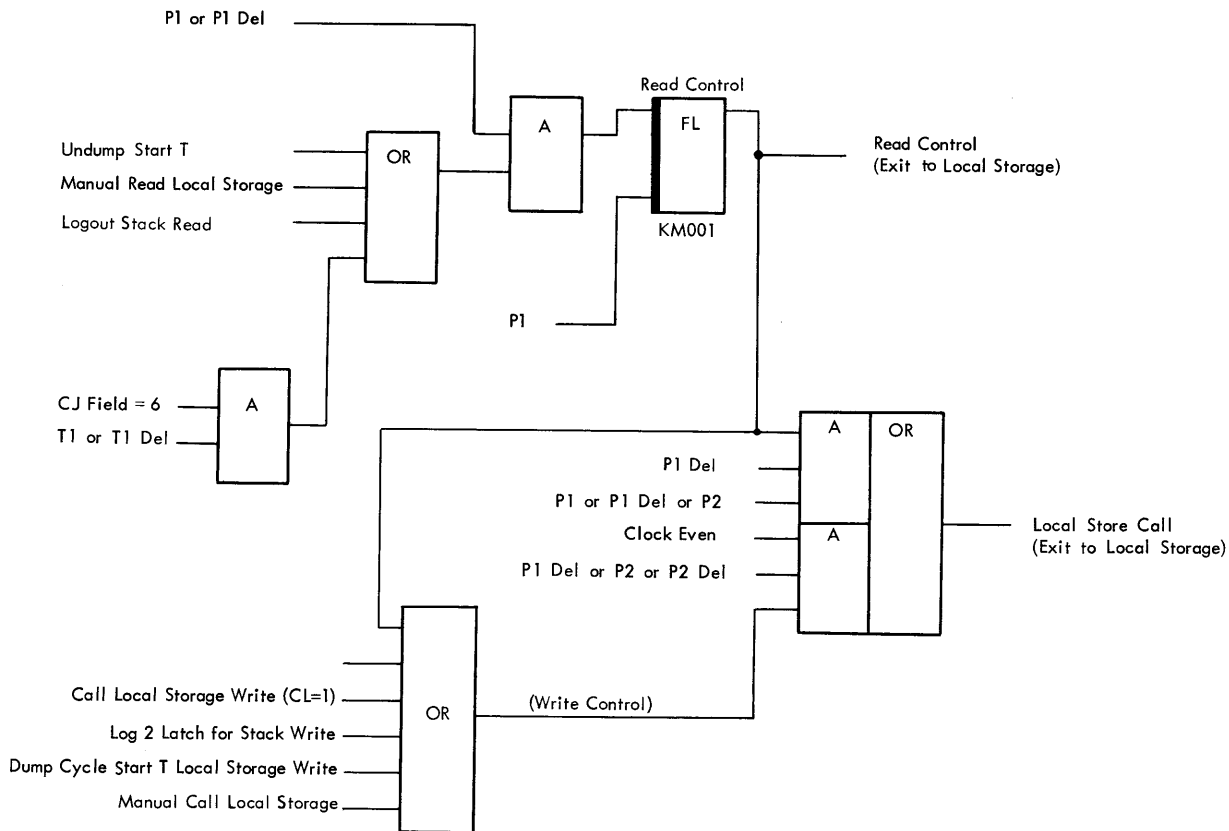 P1 or P1 Del
Read Control
A
FL
OR
Undump Start T
Manual Read Local Storage
Logout Stack Read
Read Control
(Exit to Local Storage)
KM001
P1
CJ Field = 6
A
T1 or T1 Del
A
OR
P1 Del
P1 or P1 Del or P2
Clock Even
A
Local Store Call
(Exit to Local Storage)
P1 Del or P2 or P2 Del
Call Local Storage Write (CL=1)
(Write Control)
OR
Log 2 Latch for Stack Write
Dump Cycle Start T Local Storage Write
Manual Call Local Storage